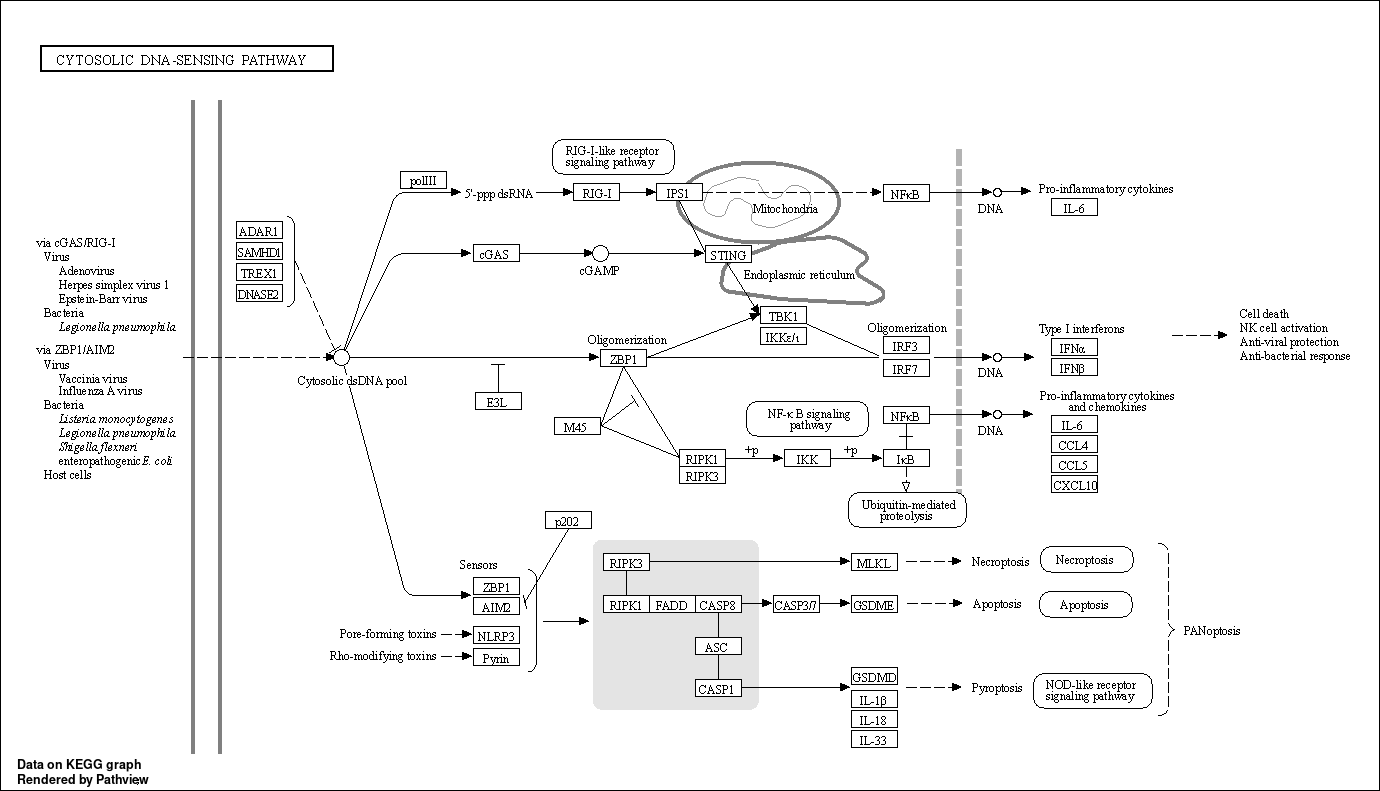 CYTOSOLIC DNA-SENSING PATHWAY
via cGAS/RIG-I
Virus
Adenovirus
Herpes simplex virus 1
Epstein-Barr virus
Bacteria
Legionella pneumophila
via ZBP1/AIM2
Virus
Vaccinia virus
Influenza A virus
Bacteria
Listeria monocytogenes
Legionella pneumophila
Shigella flexneri
enteropathogenic E. coli
Host cells
ADAR1
SAMHD1
TREX1
DNASE2
Cytosolic dsDNA pool
polIII
5'-ppp dsRNA
RIG-I-like receptor
signaling pathway
RIG-I
IPS1
Mitochondria
NFκB
DNA
Pro-inflammatory cytokines
IL-6
cGAS
cGAMP
STING
Endoplasmic reticulum
TBK1
IKKε/ι
Oligomerization
ZBP1
Oligomerization
IRF3
IRF7
DNA
Type I interferons
IFNα
IFNβ
Cell death
NK cell activation
Anti-viral protection
Anti-bacterial response
E3L
M45
RIPK1
RIPK3
+p
IKK
+p
IκB
NF-κ B signaling
pathway
NFκB
DNA
Pro-inflammatory cytokines
and chemokines
IL-6
CCL4
CCL5
CXCL10
Ubiquitin-mediated
proteolysis
p202
Sensors
ZBP1
AIM2
Pore-forming toxins
NLRP3
Rho-modifying toxins
Pyrin
RIPK3
RIPK1
FADD
CASP8
ASC
CASP1
MLKL
Necroptosis
Necroptosis
CASP3/7
GSDME
Apoptosis
Apoptosis
GSDMD
IL-1β
IL-18
IL-33
Pyroptosis
NOD-like receptor
signaling pathway
PANoptosis
Data on KEGG graph
Rendered by Pathview